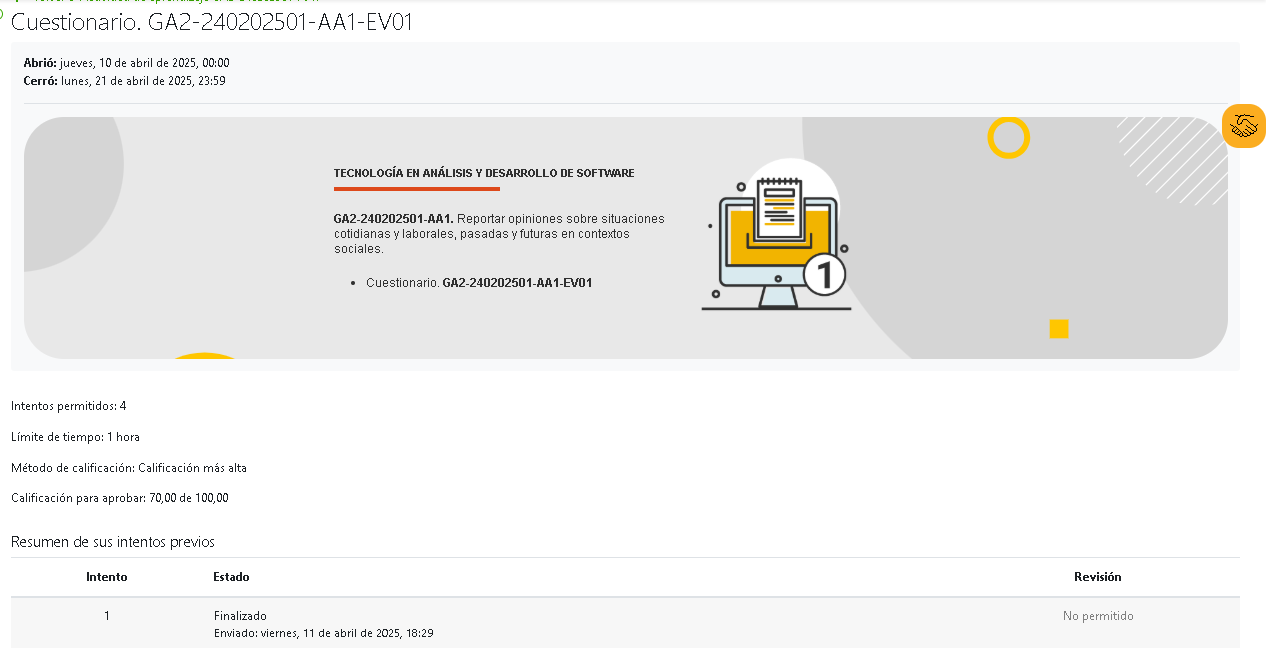 Cuestionario. GA2-240202501-AA1-EV01
Abrió: jueves, 10 de abril de 2025, 00:00
Cerró: lunes, 21 de abril de 2025, 23:59
TECNOLOGÍA EN ANÁLISIS Y DESARROLLO DE SOFTWARE
GA2-240202501-AA1. Reportar opiniones sobre situaciones
cotidianas y laborales, pasadas y futuras en contextos
sociales.
• Cuestionario. GA2-240202501-AA1-EV01
1
Intentos permitidos: 4
Límite de tiempo: 1 hora
Método de calificación: Calificación más alta
Calificación para aprobar: 70,00 de 100,00
Resumen de sus intentos previos
Intento Estado Revisión
1 Finalizado No permitido
Enviado: viernes, 11 de abril de 2025, 18:29